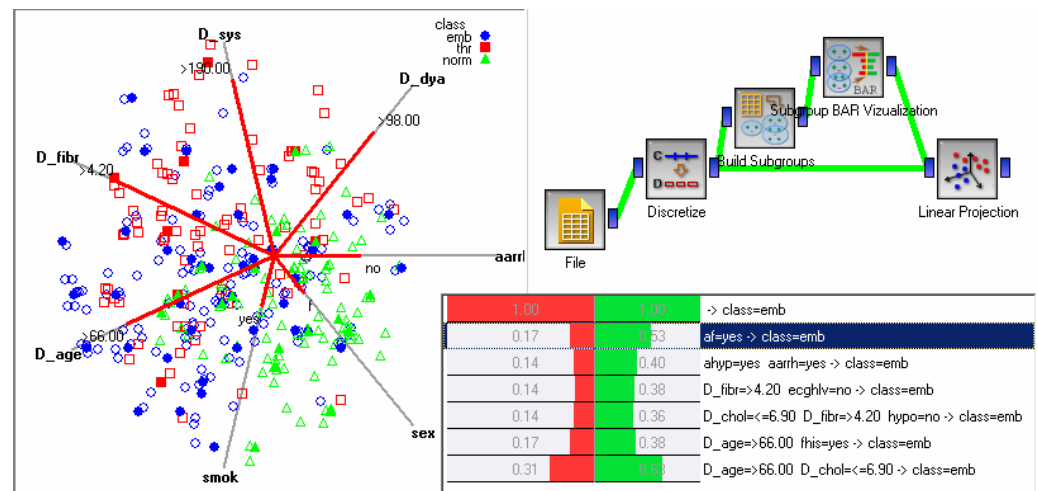 class
emb
thr
norm
D_sys
>190.00
D_dya
>98.00
D_fibr
>4.20
no
yes
f
>66.00
D_age
sex
smok
BAR
Subgroup BAR Vizualization
Build Subgroups
C
D
Discretize
Linear Projection
File
1.00 1.00 -> class=emb
0.17 0.53 af=yes -> class=emb
0.14 0.40 ahyp=yes aarrh=yes -> class=emb
0.14 0.38 D_fibr=>4.20 ecghlv=no -> class=emb
0.14 0.36 D_chol=<=6.90 D_fibr=>4.20 hypo=no -> class=emb
0.17 0.38 D_age=>66.00 fhis=yes -> class=emb
0.31 0.63 D_age=>66.00 D_chol=<=6.90 -> class=emb